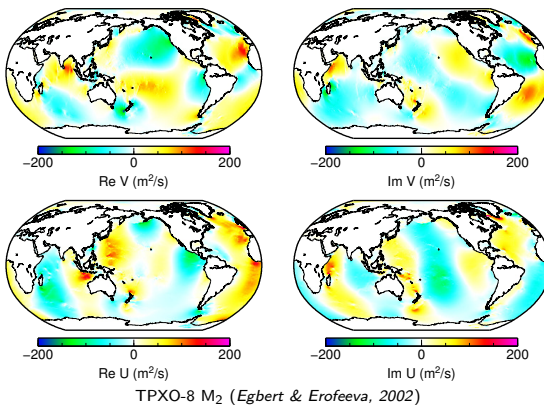 −200 0 200
Re V (m²/s)
−200 0 200
Im V (m²/s)
−200 0 200
Re U (m²/s)
−200 0 200
Im U (m²/s)
TPXO-8 M₂ (Egbert & Erofeeva, 2002)